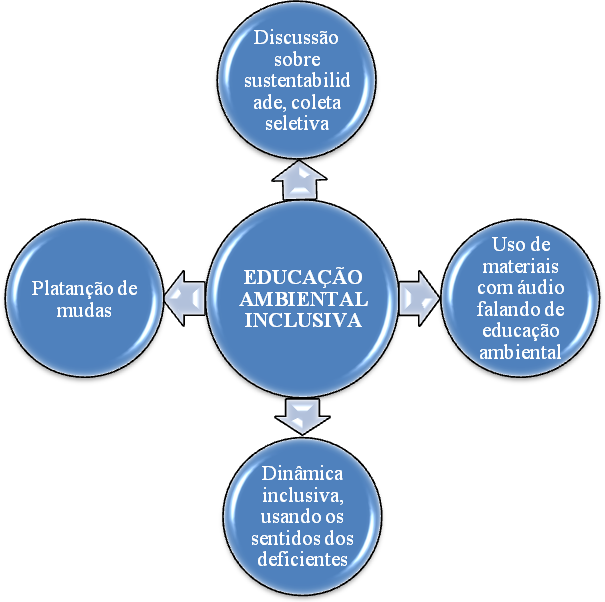 Discussão
sobre
sustentabilid
ade, coleta
seletiva
Platanção de
mudas
EDUCAÇÃO
AMBIENTAL
INCLUSIVA
Uso de
materiais
com áudio
falando de
educação
ambiental
Dinâmica
inclusiva,
usando os
sentidos dos
deficientes